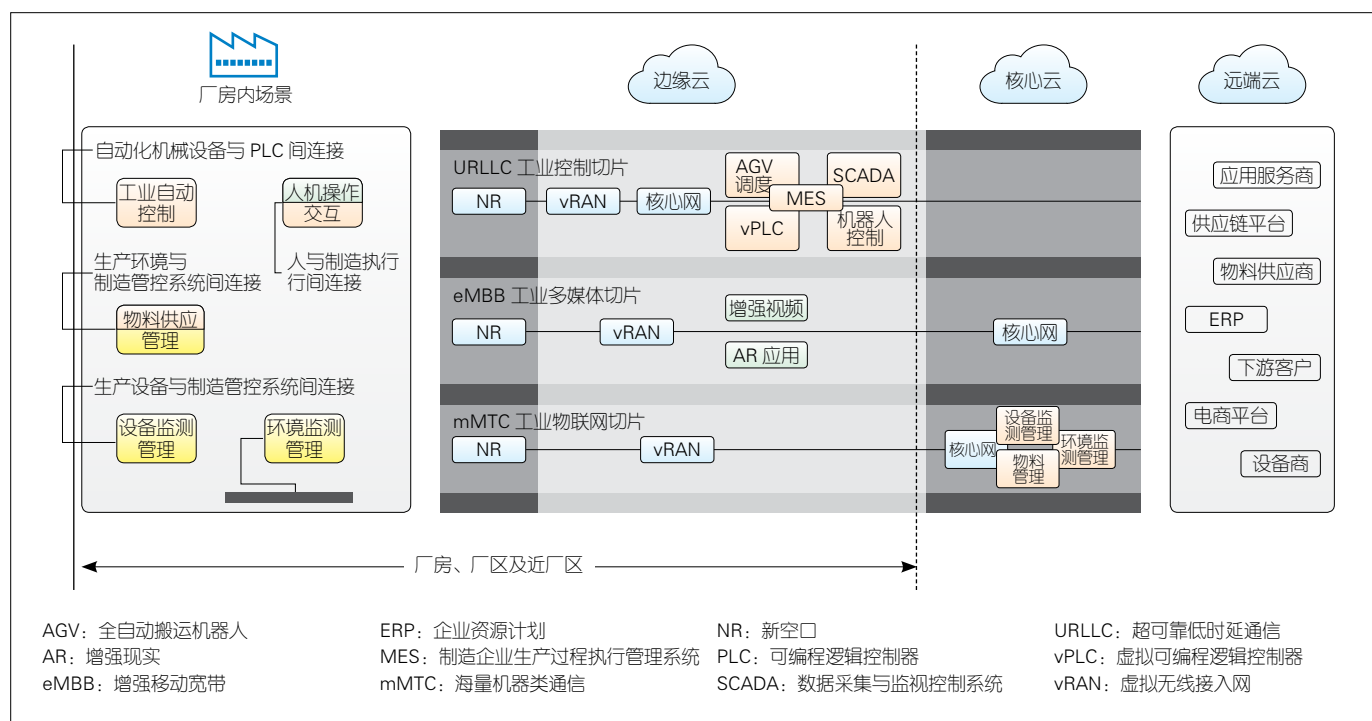 厂房内场景
边缘云
核心云
远端云
自动化机械设备与 PLC 间连接
工业自动
控制
人机操作
交互
生产环境与
制造管控系统间连接
人与制造执行
行间连接
物料供应
管理
生产设备与制造管控系统间连接
设备监测
管理
环境监测
管理
URLLC 工业控制切片
NR
vRAN
核心网
AGV
调度
SCADA
MES
vPLC
机器人
控制
eMBB 工业多媒体切片
NR
vRAN
增强视频
AR 应用
核心网
mMTC 工业物联网切片
NR
vRAN
核心网
设备监
测管理
环境监
测管理
物料
管理
应用服务商
供应链平台
物料供应商
ERP
下游客户
电商平台
设备商
厂房、厂区及近厂区
AGV：全自动搬运机器人
AR：增强现实
eMBB：增强移动宽带
ERP：企业资源计划
MES：制造企业生产过程执行管理系统
mMTC：海量机器类通信
NR：新空口
PLC：可编程逻辑控制器
SCADA：数据采集与监视控制系统
URLLC：超可靠低时延通信
vPLC：虚拟可编程逻辑控制器
vRAN：虚拟无线接入网